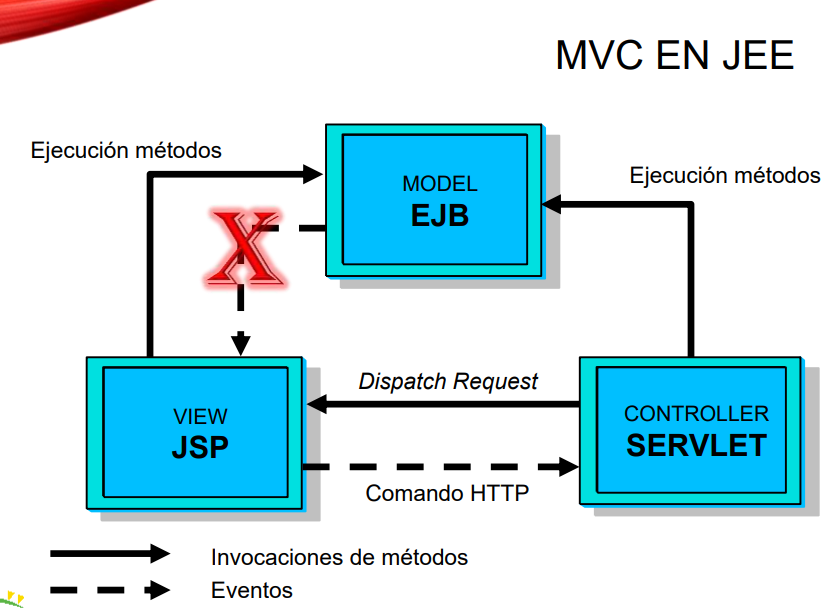 MVC EN JEE
Ejecución métodos
Ejecución métodos
MODEL
EJB
X
Dispatch Request
VIEW
JSP
CONTROLLER
SERVLET
Comando HTTP
Invocaciones de métodos
Eventos